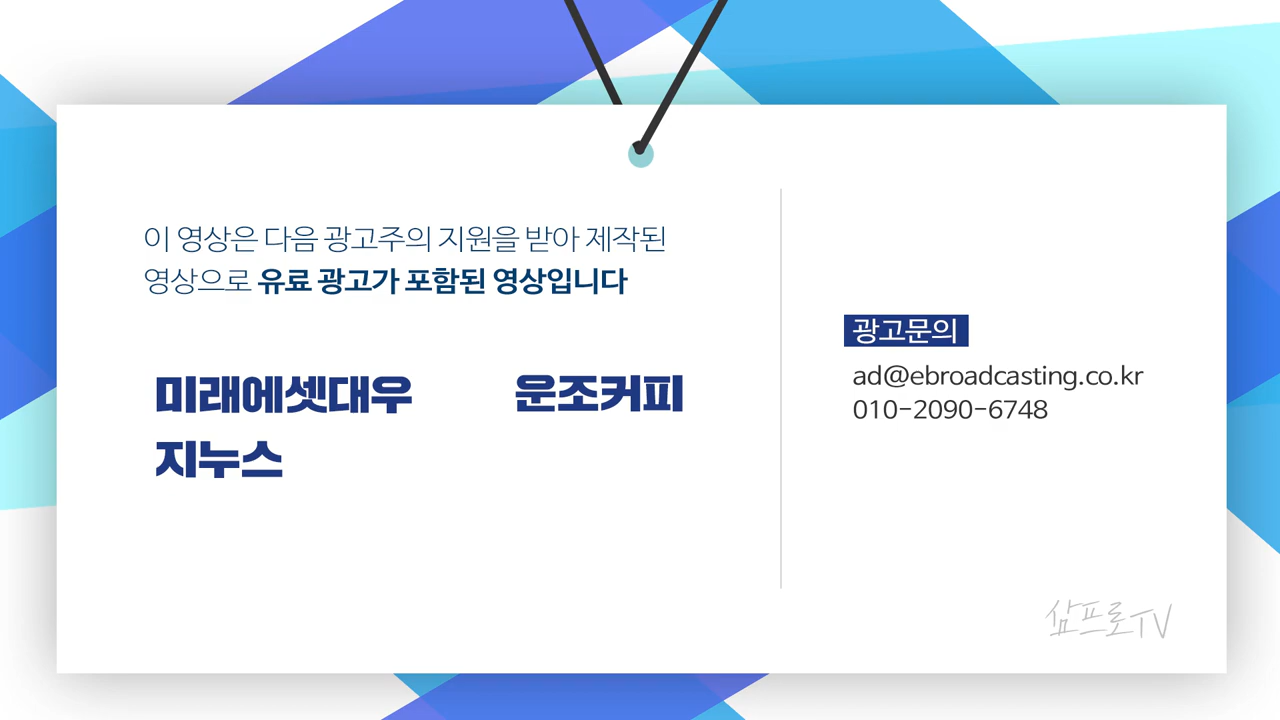 이 영상은 다음 광고주의 지원을 받아 제작된
영상으로 유료 광고가 포함된 영상입니다
미래에셋대우 운조커피
지누스
광고문의
ad@ebroadcasting.co.kr
010-2090-6748
삼프로TV